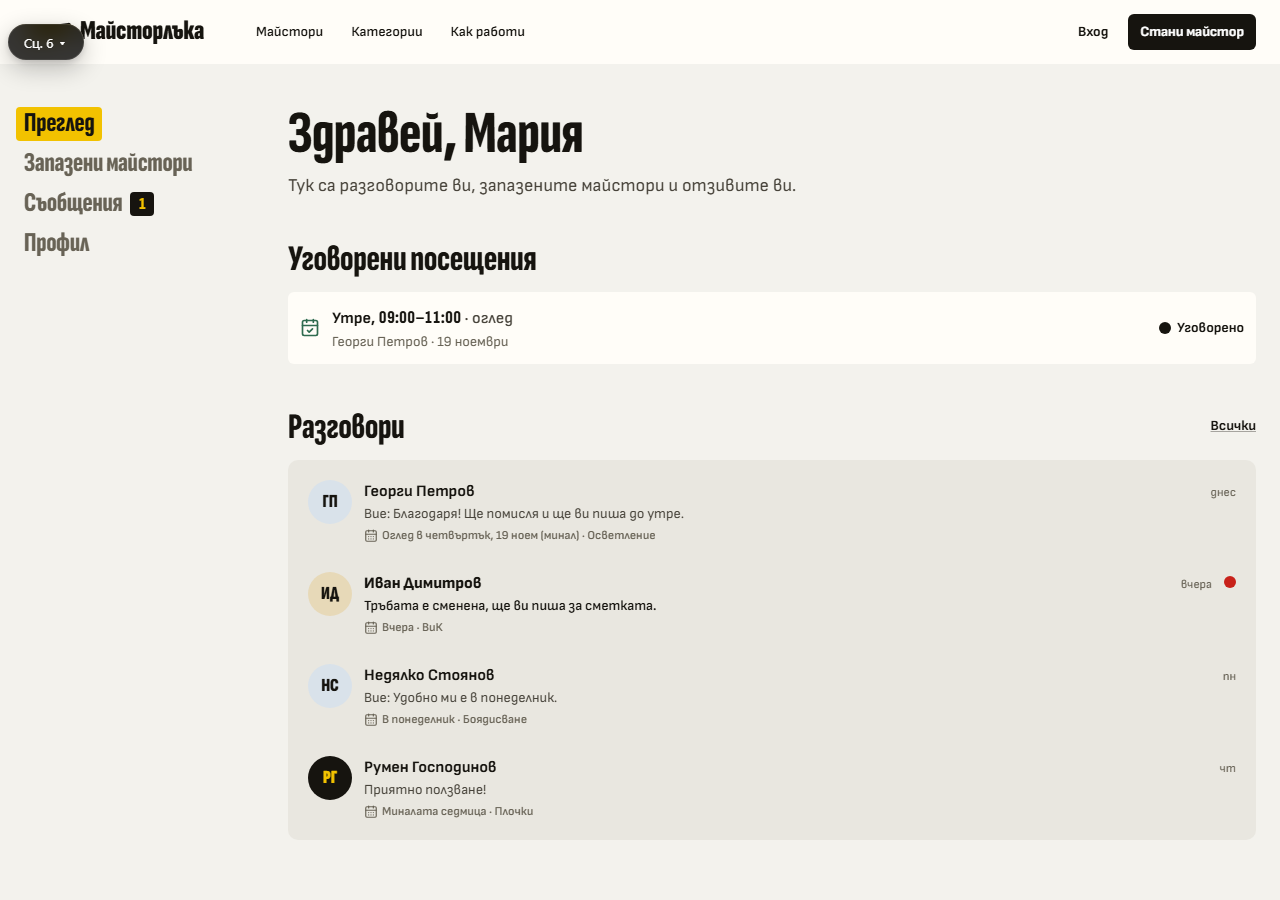 Сц. 6
Майсторлъка
Майстори
Категории
Как работи
Вход
Стани майстор
Преглед
Запазени майстори
Съобщения 1
Профил
Здравей, Мария
Тук са разговорите ви, запазените майстори и отзивите ви.
Уговорени посещения
Утре, 09:00–11:00 · оглед
Георги Петров · 19 ноември
Уговорено
Разговори
Всички
ГП
Георги Петров
днес
Вие: Благодаря! Ще помисля и ще ви пиша до утре.
Оглед в четвъртък, 19 ноем (минал) · Осветление
ИД
Иван Димитров
вчера
Тръбата е сменена, ще ви пиша за сметката.
Вчера · ВиК
НС
Недялко Стоянов
пн
Вие: Удобно ми е в понеделник.
В понеделник · Боядисване
РГ
Румен Господинов
чт
Приятно ползване!
Миналата седмица · Плочки